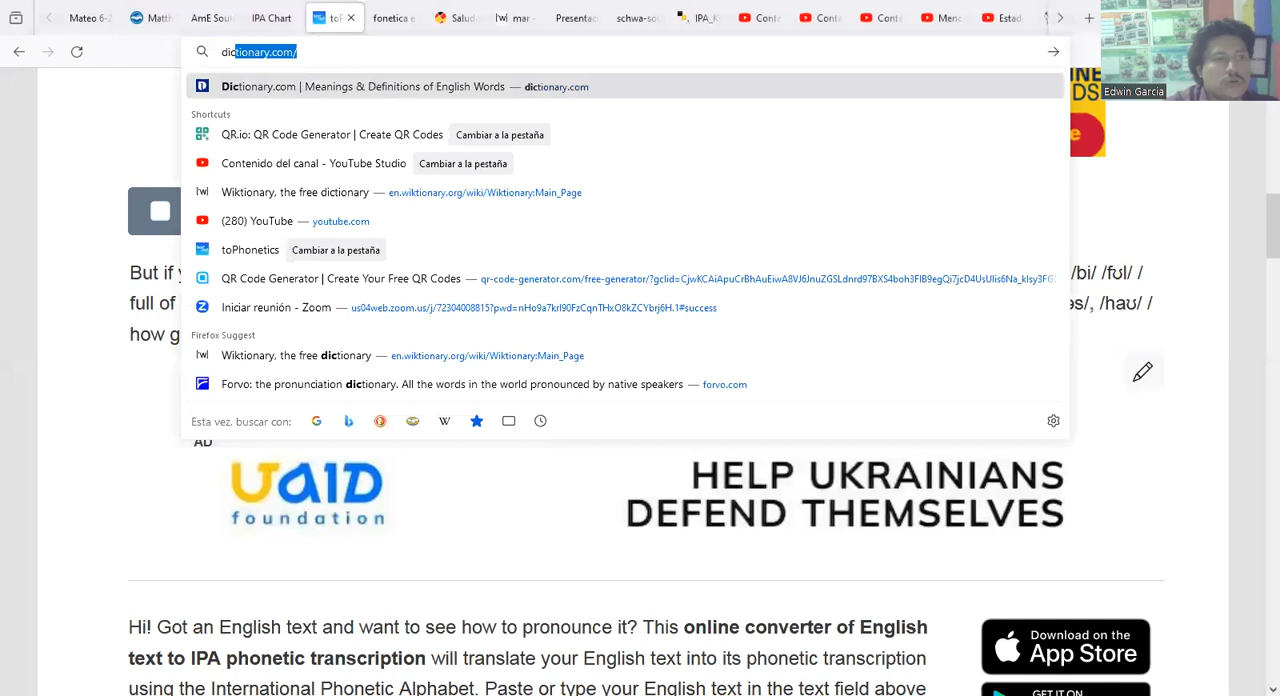 Mateo 6-2
Matth
AmE Sou
IPA Chart
toP
fonetica e
Salud
mar -
Presentac
schwa-so
IPA_K
Conte
Conta
Conte
Menc
Estad
dictionary.com/
Dictionary.com | Meanings & Definitions of English Words — dictionary.com
Shortcuts
QR.io: QR Code Generator | Create QR Codes Cambiar a la pestaña
Contenido del canal - YouTube Studio Cambiar a la pestaña
Wiktionary, the free dictionary — en.wiktionary.org/wiki/Wiktionary:Main_Page
(280) YouTube — youtube.com
toPhonetics Cambiar a la pestaña
QR Code Generator | Create Your Free QR Codes —
Iniciar reunión - Zoom —
Firefox Suggest
Wiktionary, the free dictionary — en.wiktionary.org/wiki/Wiktionary:Main_Page
Forvo: the pronunciation dictionary. All the words in the world pronounced by native speakers — forvo.com
Esta vez, buscar con:
Edwin Garcia
But if y
/bi/ /fʊl/ /
full of
/haʊ/ /
how g
AD
UAID
foundation
HELP UKRAINIANS
DEFEND THEMSELVES
Hi! Got an English text and want to see how to pronounce it? This online converter of English
text to IPA phonetic transcription will translate your English text into its phonetic transcription
using the International Phonetic Alphabet. Paste or type your English text in the text field above
Download on the
App Store
GET IT ON